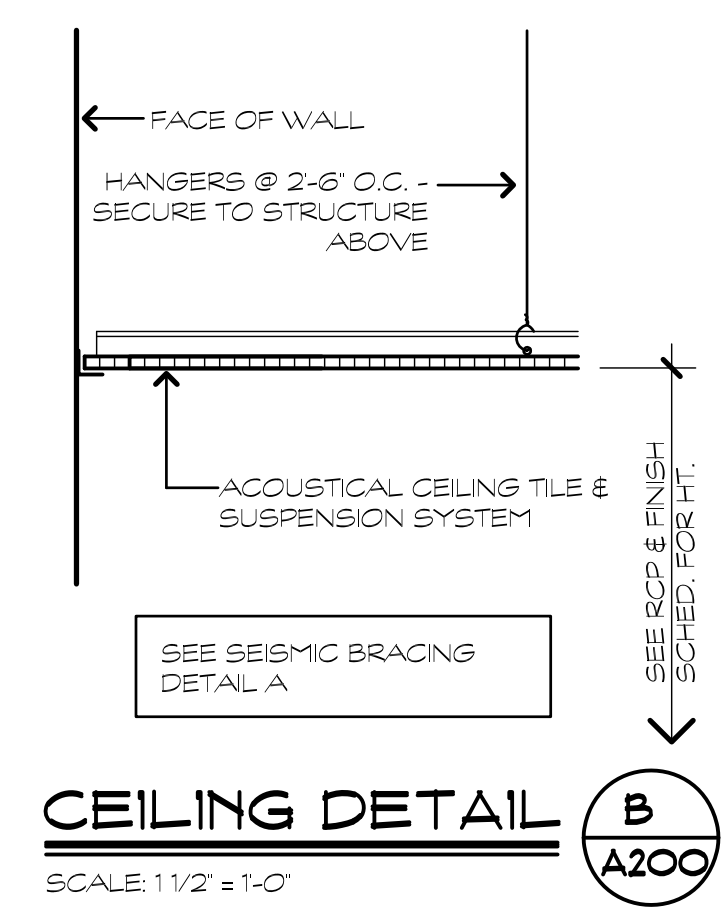 FACE OF WALL
HANGERS @ 2'-6" O.C. -
SECURE TO STRUCTURE
ABOVE
ACOUSTICAL CEILING TILE &
SUSPENSION SYSTEM
SEE RCP & FINISH
SCHED. FOR HT.
SEE SEISMIC BRACING
DETAIL A
CEILING DETAIL
B
A200
SCALE: 1 1/2" = 1'-0"